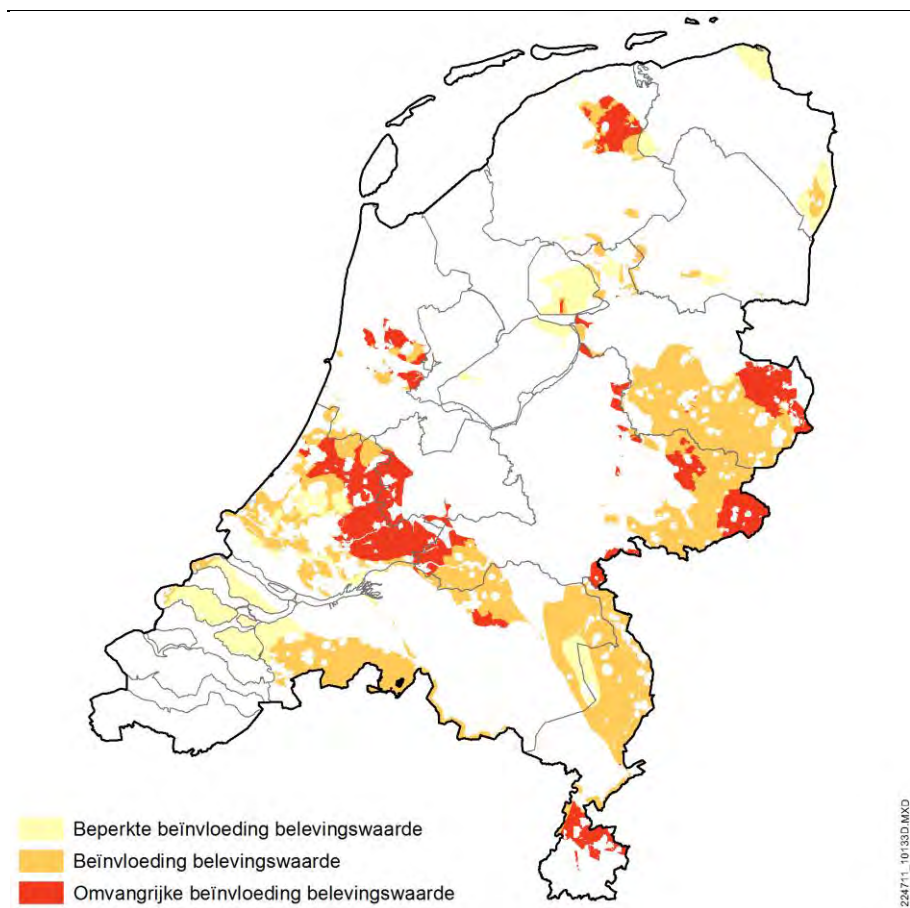 Beperkte beïnvloeding belevingswaarde
Beïnvloeding belevingswaarde
Omvangrijke beïnvloeding belevingswaarde
224711_10133D.MXD